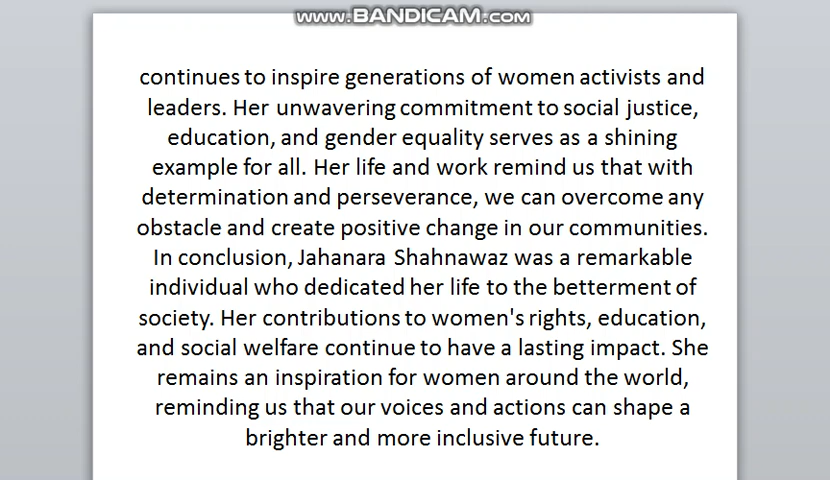 www.BANDICAM.com
continues to inspire generations of women activists and
leaders. Her unwavering commitment to social justice,
education, and gender equality serves as a shining
example for all. Her life and work remind us that with
determination and perseverance, we can overcome any
obstacle and create positive change in our communities.
In conclusion, Jahanara Shahnawaz was a remarkable
individual who dedicated her life to the betterment of
society. Her contributions to women's rights, education,
and social welfare continue to have a lasting impact. She
remains an inspiration for women around the world,
reminding us that our voices and actions can shape a
brighter and more inclusive future.